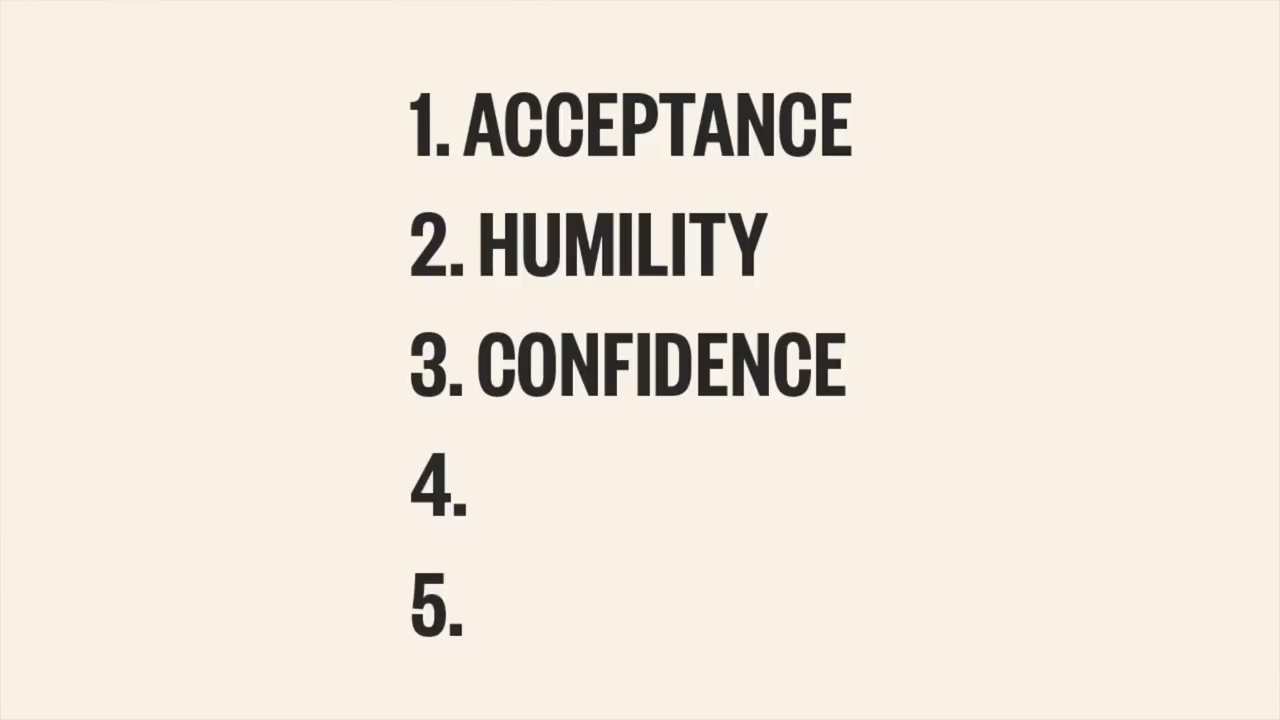 1. ACCEPTANCE
2. HUMILITY
3. CONFIDENCE
4.
5.